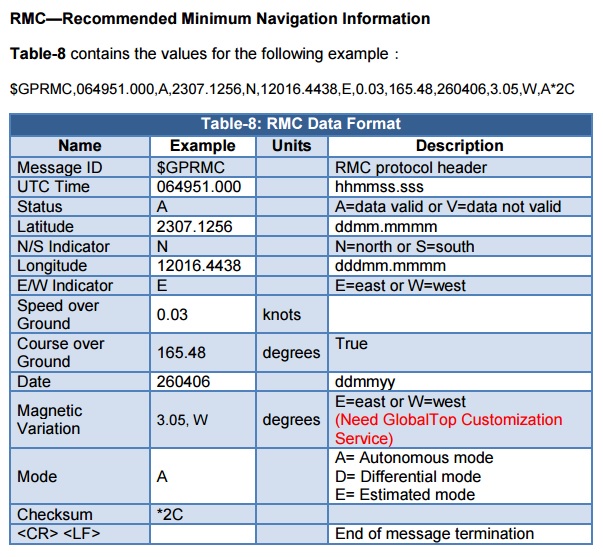 RMC—Recommended Minimum Navigation Information
Table-8 contains the values for the following example :
$GPRMC,064951.000,A,2307.1256,N,12016.4438,E,0.03,165.48,260406,3.05,W,A*2C
Table-8: RMC Data Format
Name Example Units Description
Message ID $GPRMC RMC protocol header
UTC Time 064951.000 hhmmss.sss
Status A A=data valid or V=data not valid
Latitude 2307.1256 ddmm.mmmm
N/S Indicator N N=north or S=south
Longitude 12016.4438 dddmm.mmmm
E/W Indicator E E=east or W=west
Speed over
Ground 0.03 knots
Course over
Ground 165.48 degrees True
Date 260406 ddmmyy
Magnetic
Variation 3.05, W degrees E=east or W=west
(Need GlobalTop Customization
Service)
Mode A A= Autonomous mode
D= Differential mode
E= Estimated mode
Checksum *2C
<CR> <LF> End of message termination